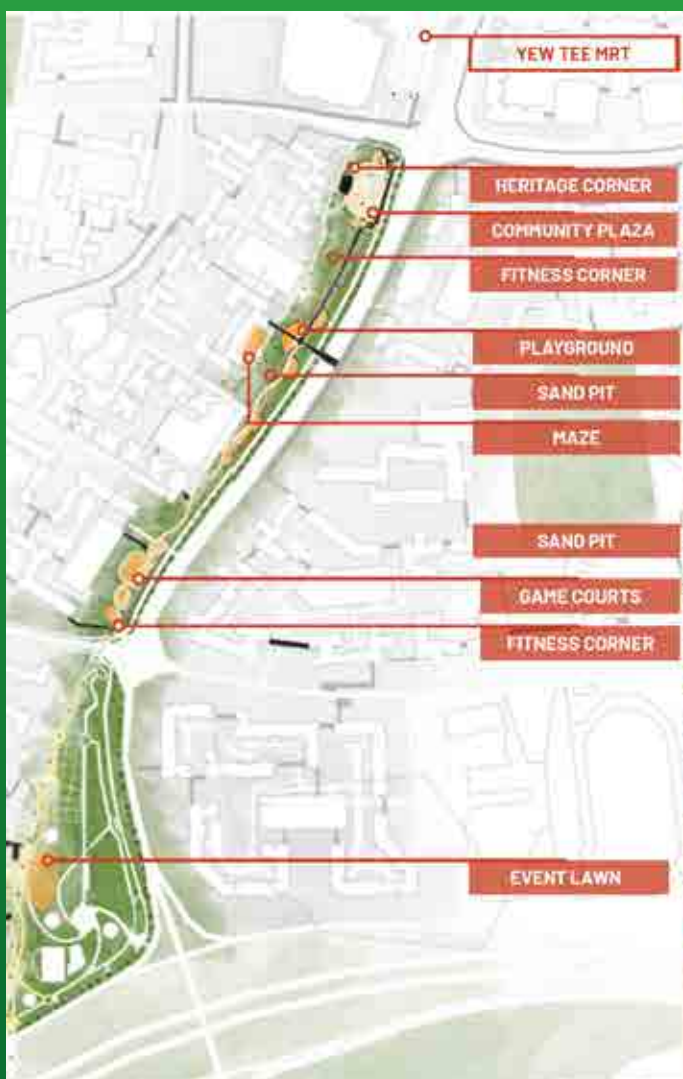 YEW TEE MRT
HERITAGE CORNER
COMMUNITY PLAZA
FITNESS CORNER
PLAYGROUND
SAND PIT
MAZE
SAND PIT
GAME COURTS
FITNESS CORNER
EVENT LAWN